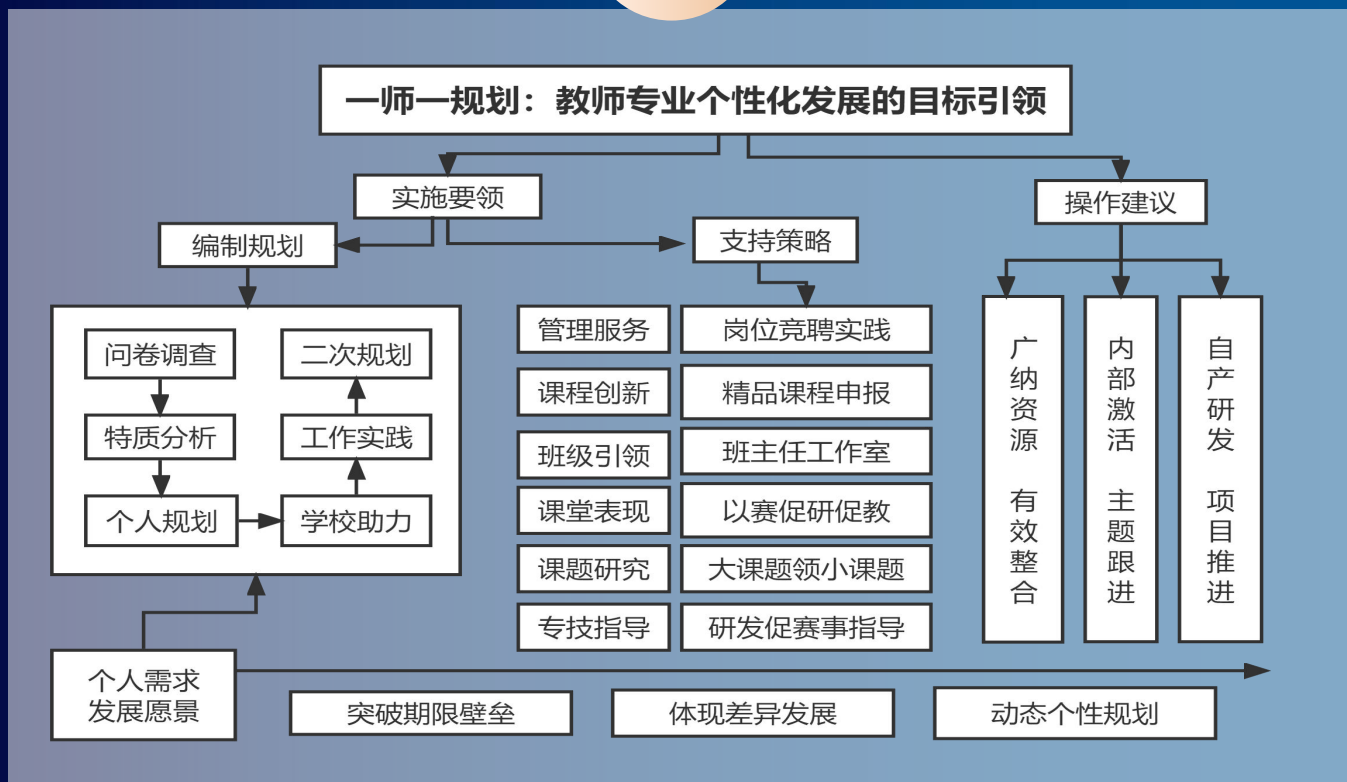 一师一规划：教师专业个性化发展的目标引领
实施要领
操作建议
编制规划
支持策略
问卷调查
特质分析
个人规划
学校助力
工作实践
二次规划
管理服务
岗位竞聘实践
课程创新
精品课程申报
班级引领
班主任工作室
课堂表现
以赛促研促教
课题研究
大课题领小课题
专技指导
研发促赛事指导
广纳资源 有效整合
内部激活 主题跟进
自产研发 项目推进
个人需求
发展愿景
突破期限壁垒
体现差异发展
动态个性规划